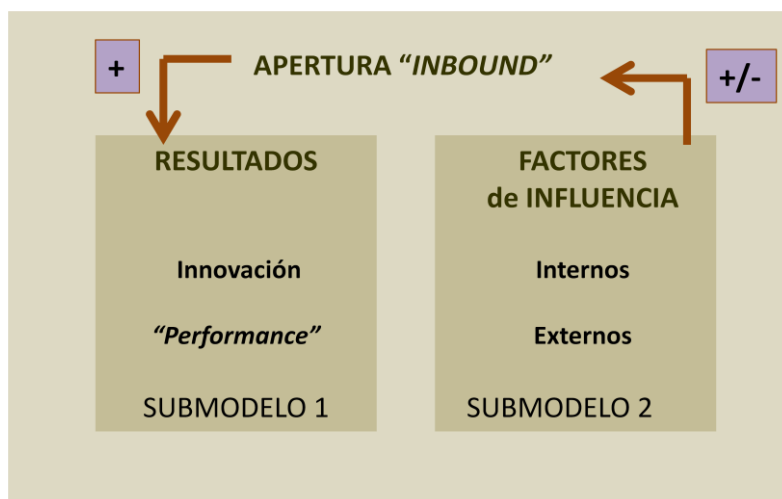 +
APERTURA “INBOUND”
+/-
RESULTADOS
Innovación
“Performance”
SUBMODELO 1
FACTORES
de INFLUENCIA
Internos
Externos
SUBMODELO 2